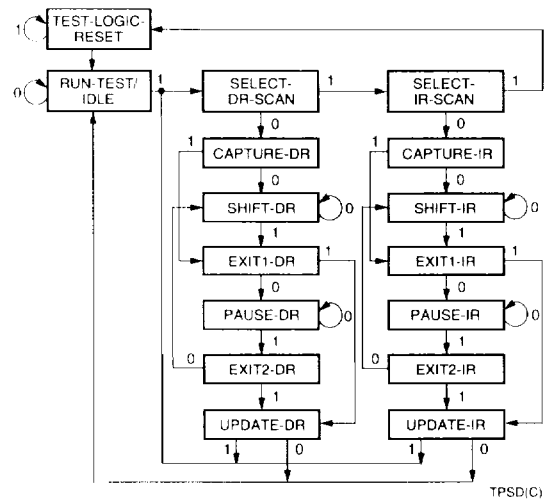 TEST-LOGIC-
RESET
1
RUN-TEST/
IDLE
0
1
SELECT-
DR-SCAN
1
SELECT-
IR-SCAN
1
0
0
1
CAPTURE-DR
1
CAPTURE-IR
0
0
SHIFT-DR
0
SHIFT-IR
0
1
1
EXIT1-DR
1
EXIT1-IR
1
0
0
PAUSE-DR
0
PAUSE-IR
0
1
1
0
EXIT2-DR
0
EXIT2-IR
1
1
UPDATE-DR
UPDATE-IR
1
0
1
0
TPSD(C)